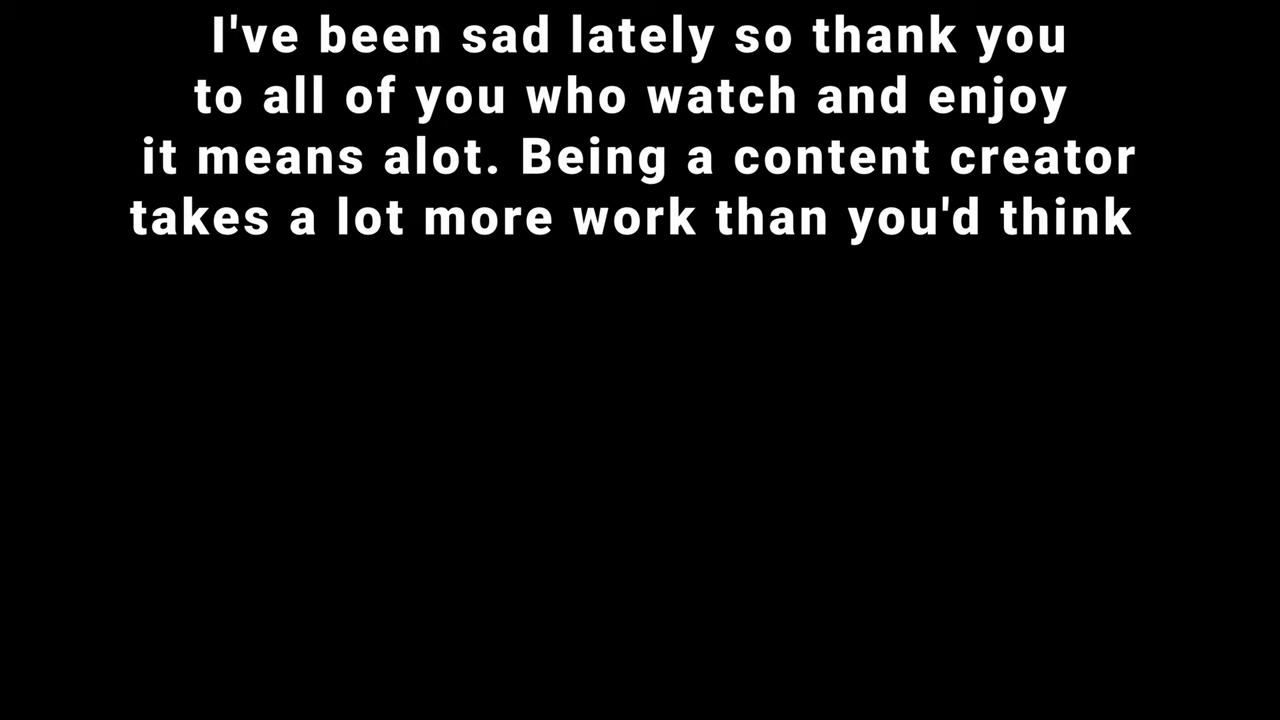 I've been sad lately so thank you
to all of you who watch and enjoy
it means alot. Being a content creator
takes a lot more work than you'd think